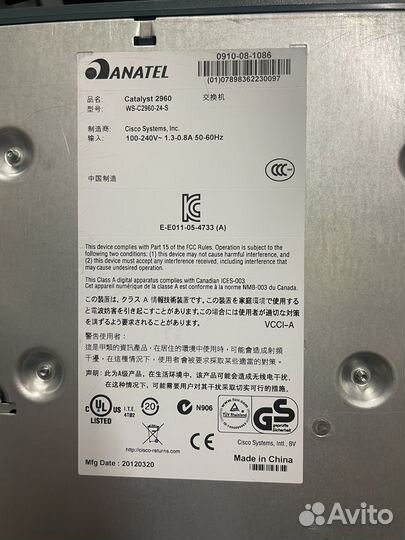 ANATEL
0910-08-1086
(01)07898362230097
品名: Catalyst 2960 交换机
型号: WS-C2960-24-S
制造商: Cisco Systems, Inc.
输入: 100-240V~ 1.3-0.8A 50-60Hz
中国制造
CCC
E-E011-05-4733 (A)
This device complies with Part 15 of the FCC Rules. Operation is subject to the
following two conditions: (1) this device may not cause harmful interference, and
(2) this device must accept any interference received, including
interference that may cause undesired operation.
This Class A digital apparatus complies with Canadian ICES-003.
Cet appareil numérique de la classe A est conforme à la norme NMB-003 du Canada.
この装置は、クラス A 情報技術装置です。この装置を家庭環境で使用する
と電波妨害を引き起こすことがあります。この場合には使用者が適切な対策
を講ずるよう要求されることがあります。 VCCI-A
警告使用者:
這是甲類的資訊產品，在居住的環境中使用時，可能會造成射頻
干擾，在這種情況下，使用者會被要求採取某些適當的對策.
声明: 此为A级产品，在生活环境中，该产品可能会造成无线电干扰,
在这种情况下,可能需要用户对其干扰采取切实可行的措施.
UL LISTED
I.T.E.
4TB2
20
N906
TÜV Rheinland
geprüfte Sicherheit
GS
http://cisco-returns.com
Cisco Systems, Intl., BV
Mfg Date : 20120320
Made in China
Avito